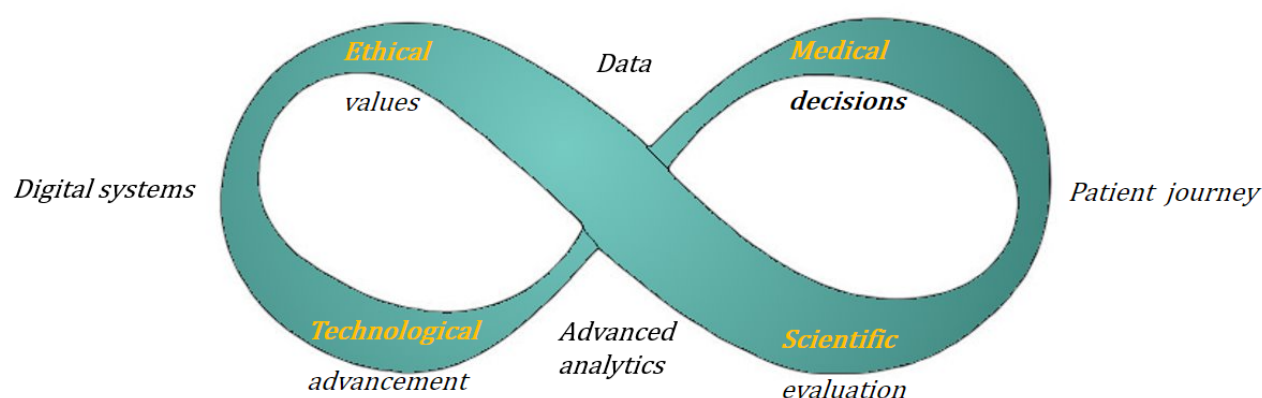 Ethical
values
Data
Medical
decisions
Digital systems
Patient journey
Technological
advancement
Advanced
analytics
Scientific
evaluation